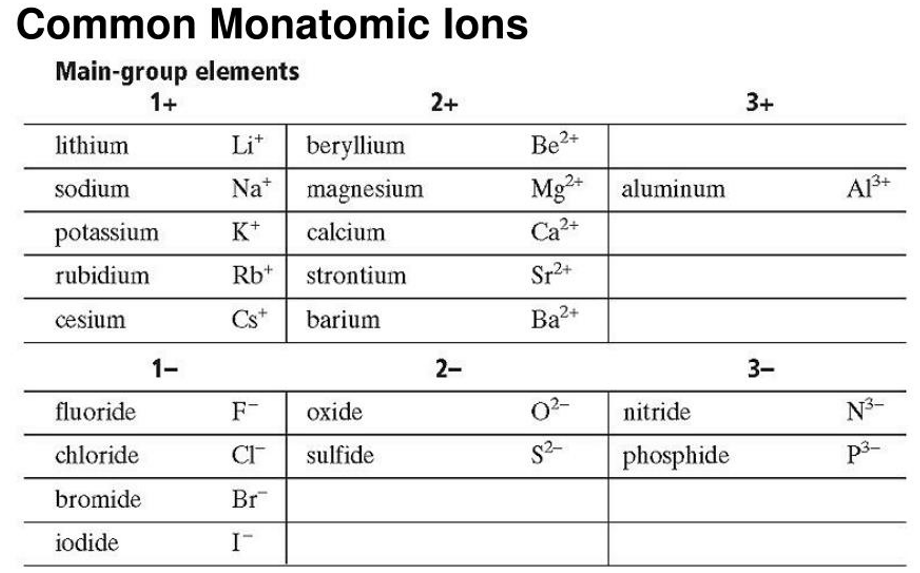 Common Monatomic Ions
Main-group elements
1+ 2+ 3+
lithium Li⁺ beryllium Be²⁺
sodium Na⁺ magnesium Mg²⁺ aluminum Al³⁺
potassium K⁺ calcium Ca²⁺
rubidium Rb⁺ strontium Sr²⁺
cesium Cs⁺ barium Ba²⁺
1− 2− 3−
fluoride F⁻ oxide O²⁻ nitride N³⁻
chloride Cl⁻ sulfide S²⁻ phosphide P³⁻
bromide Br⁻
iodide I⁻